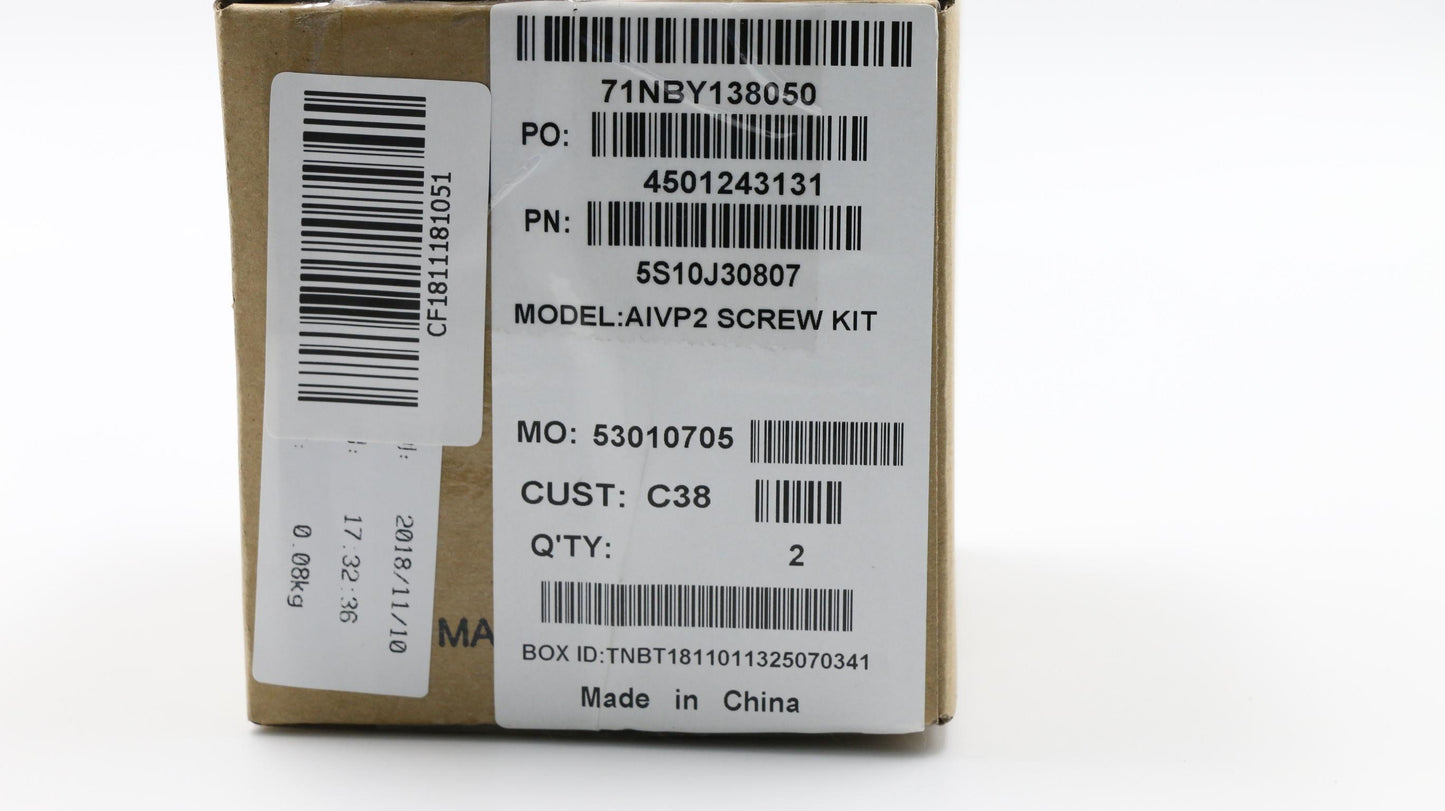 71NBY138050
PO:
4501243131
PN:
5S10J30807
MODEL:AIVP2 SCREW KIT
MO: 53010705
CUST: C38
Q'TY: 2
BOX ID:TNBT1811011325070341
Made in China
CF1811181051
2018/11/10
17:32:36
0.08kg
MA